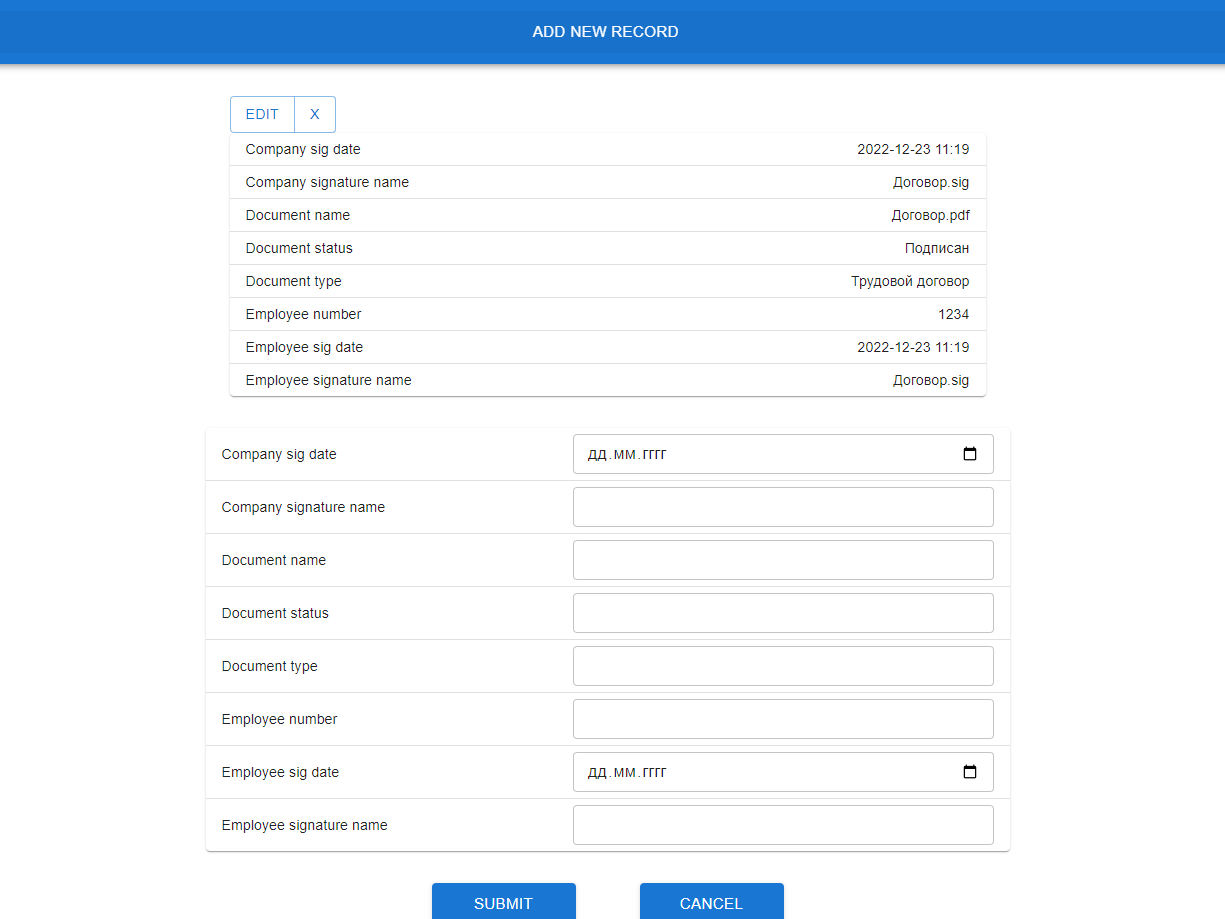 ADD NEW RECORD
EDIT X
Company sig date 2022-12-23 11:19
Company signature name Договор.sig
Document name Договор.pdf
Document status Подписан
Document type Трудовой договор
Employee number 1234
Employee sig date 2022-12-23 11:19
Employee signature name Договор.sig
Company sig date ДД.ММ.ГГГГ
Company signature name
Document name
Document status
Document type
Employee number
Employee sig date ДД.ММ.ГГГГ
Employee signature name
SUBMIT CANCEL